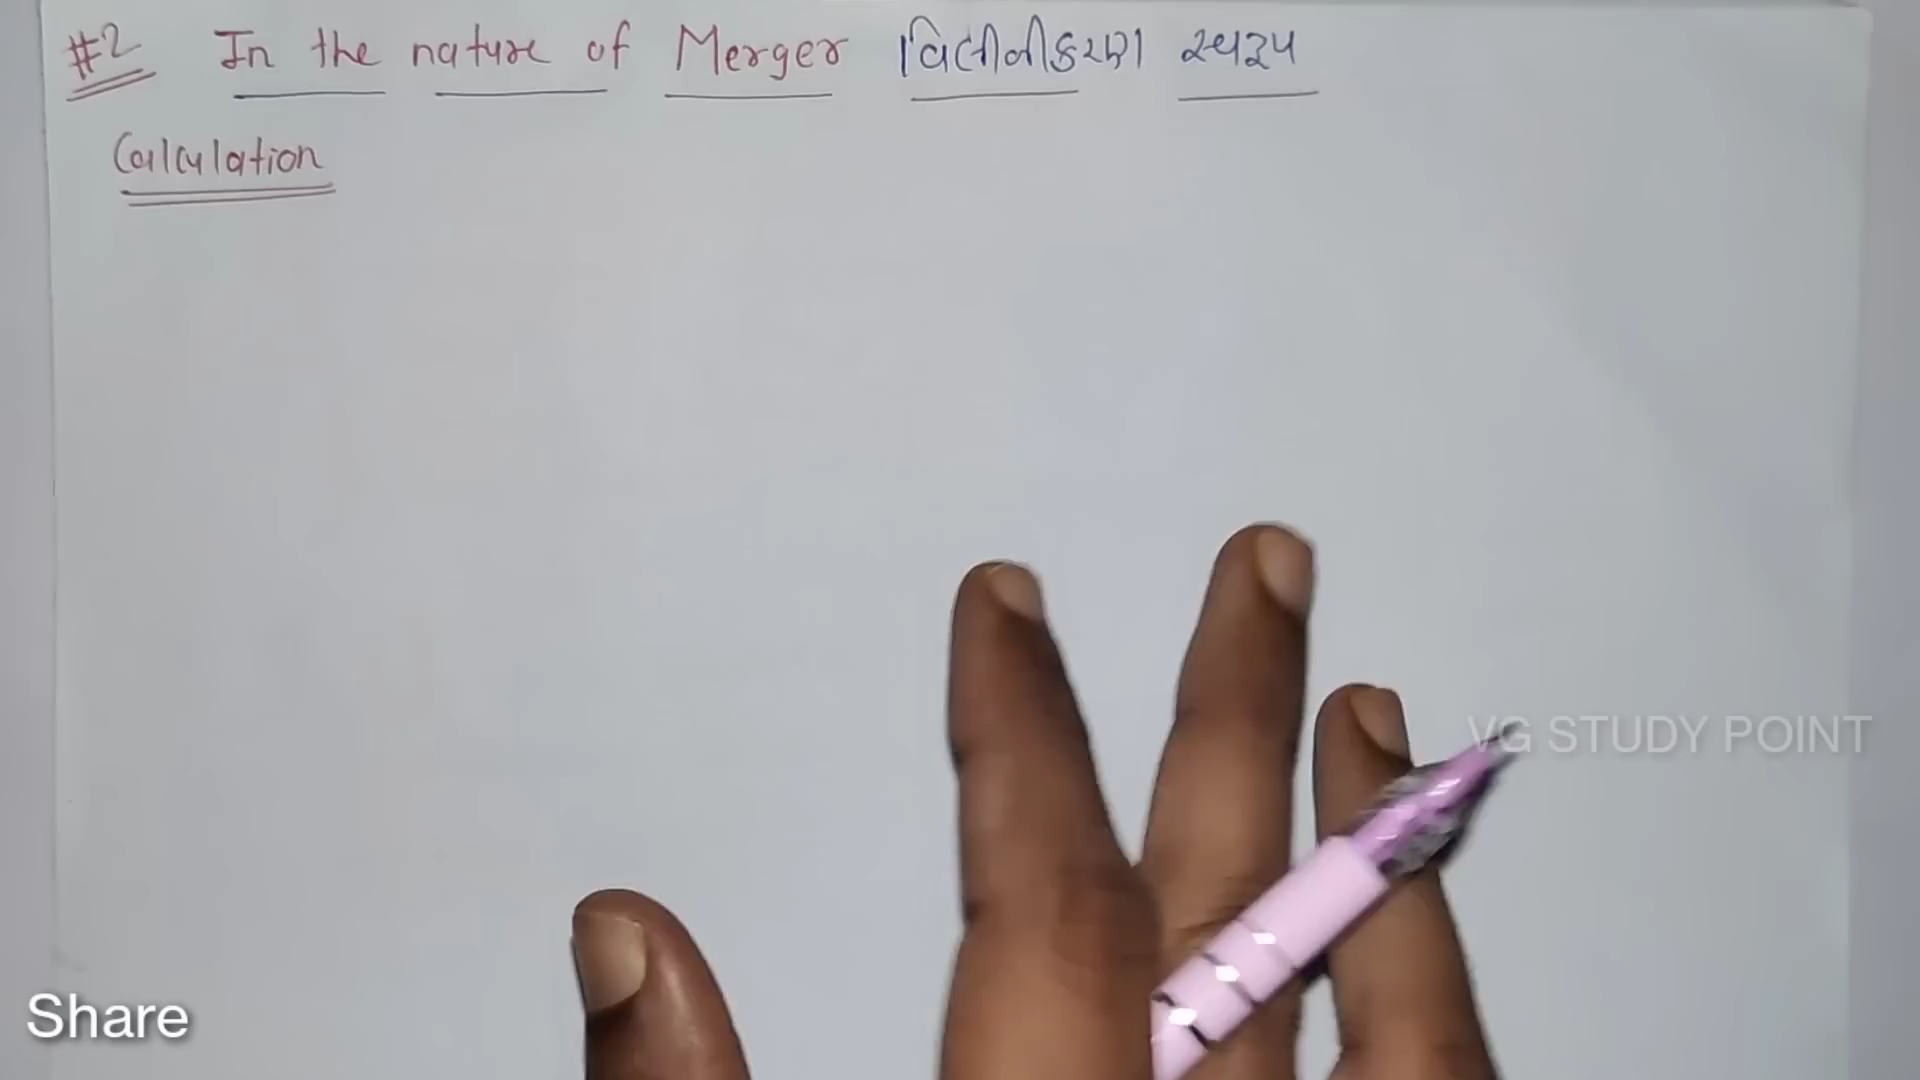 #2 In the nature of Merger વિલીનીકરણ સ્વરૂપ
Calculation
VG STUDY POINT
Share